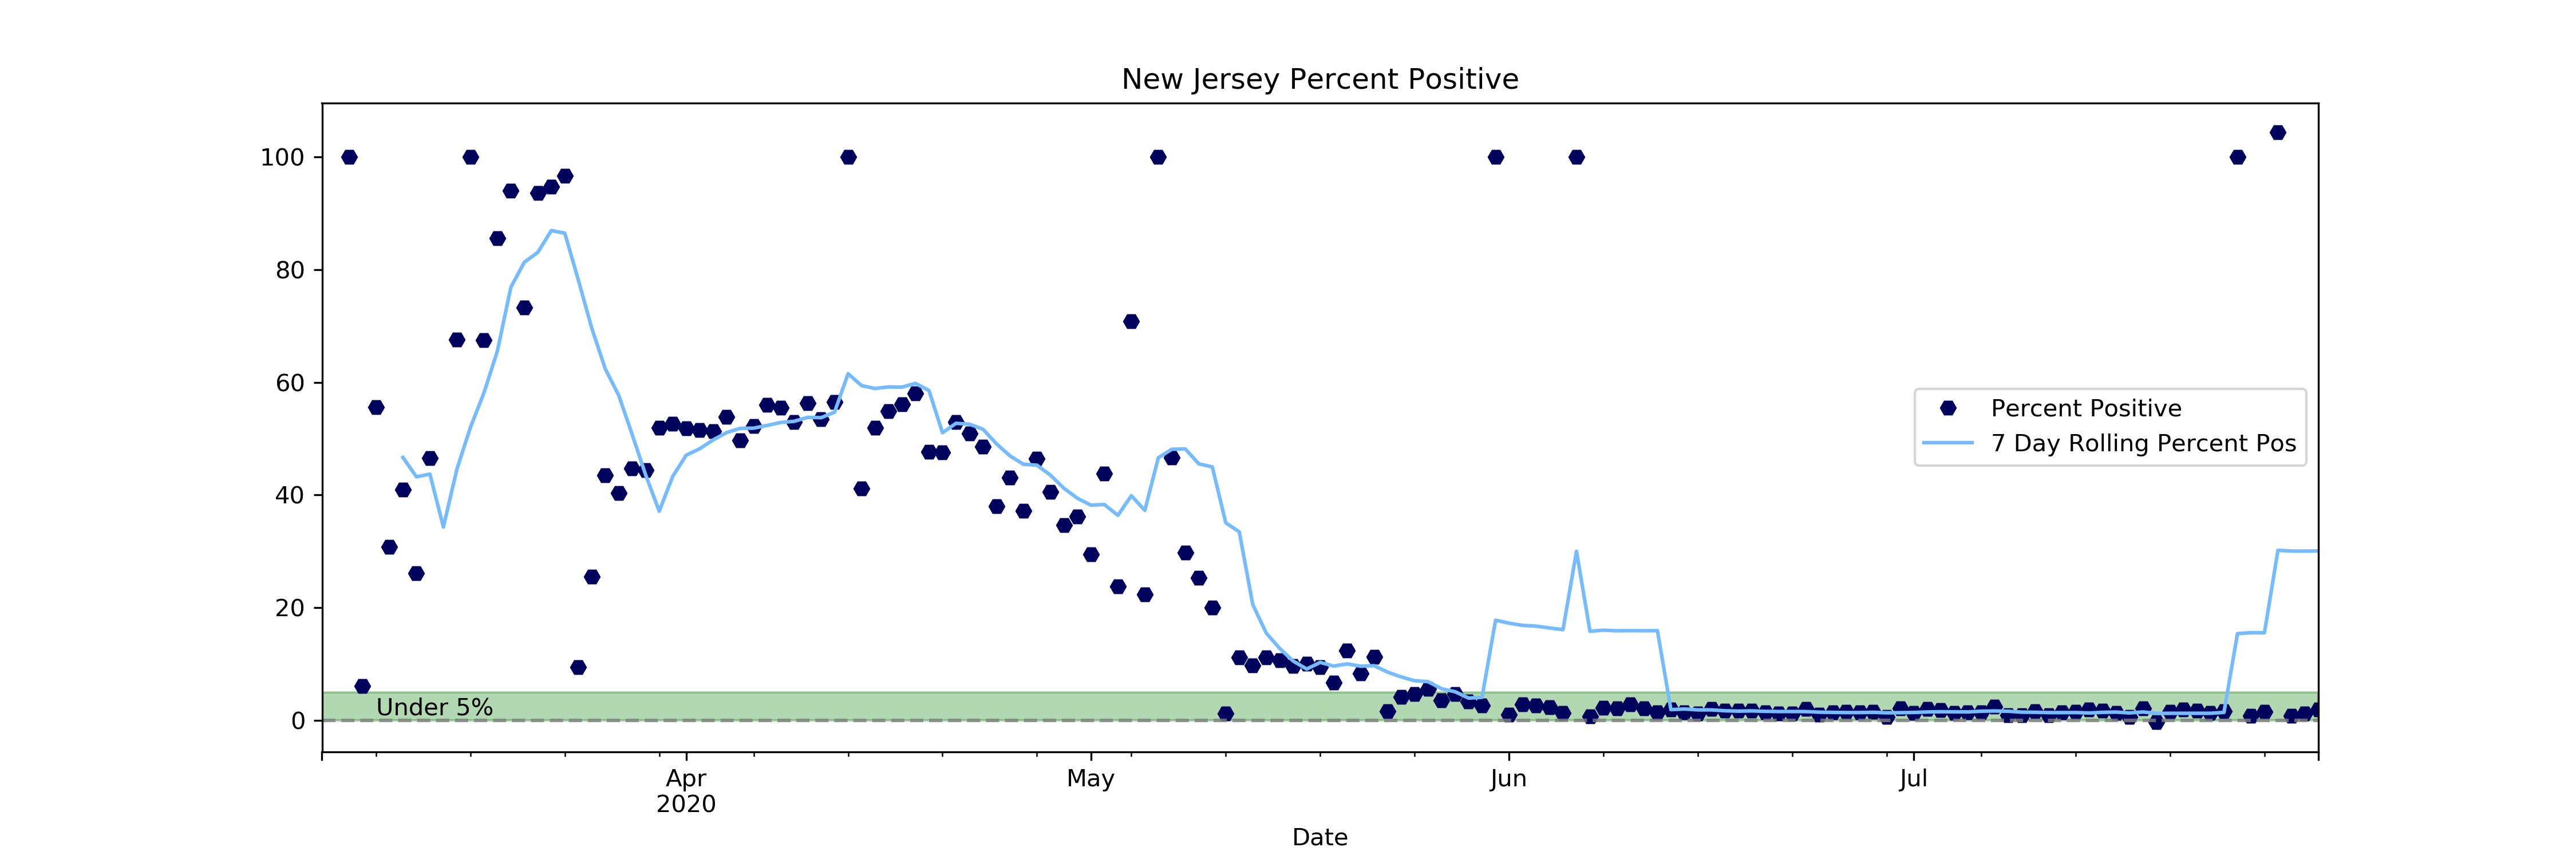 New Jersey Percent Positive
100
80
60
40
20
0
Under 5%
Percent Positive
7 Day Rolling Percent Pos
Apr
2020
May
Jun
Jul
Date